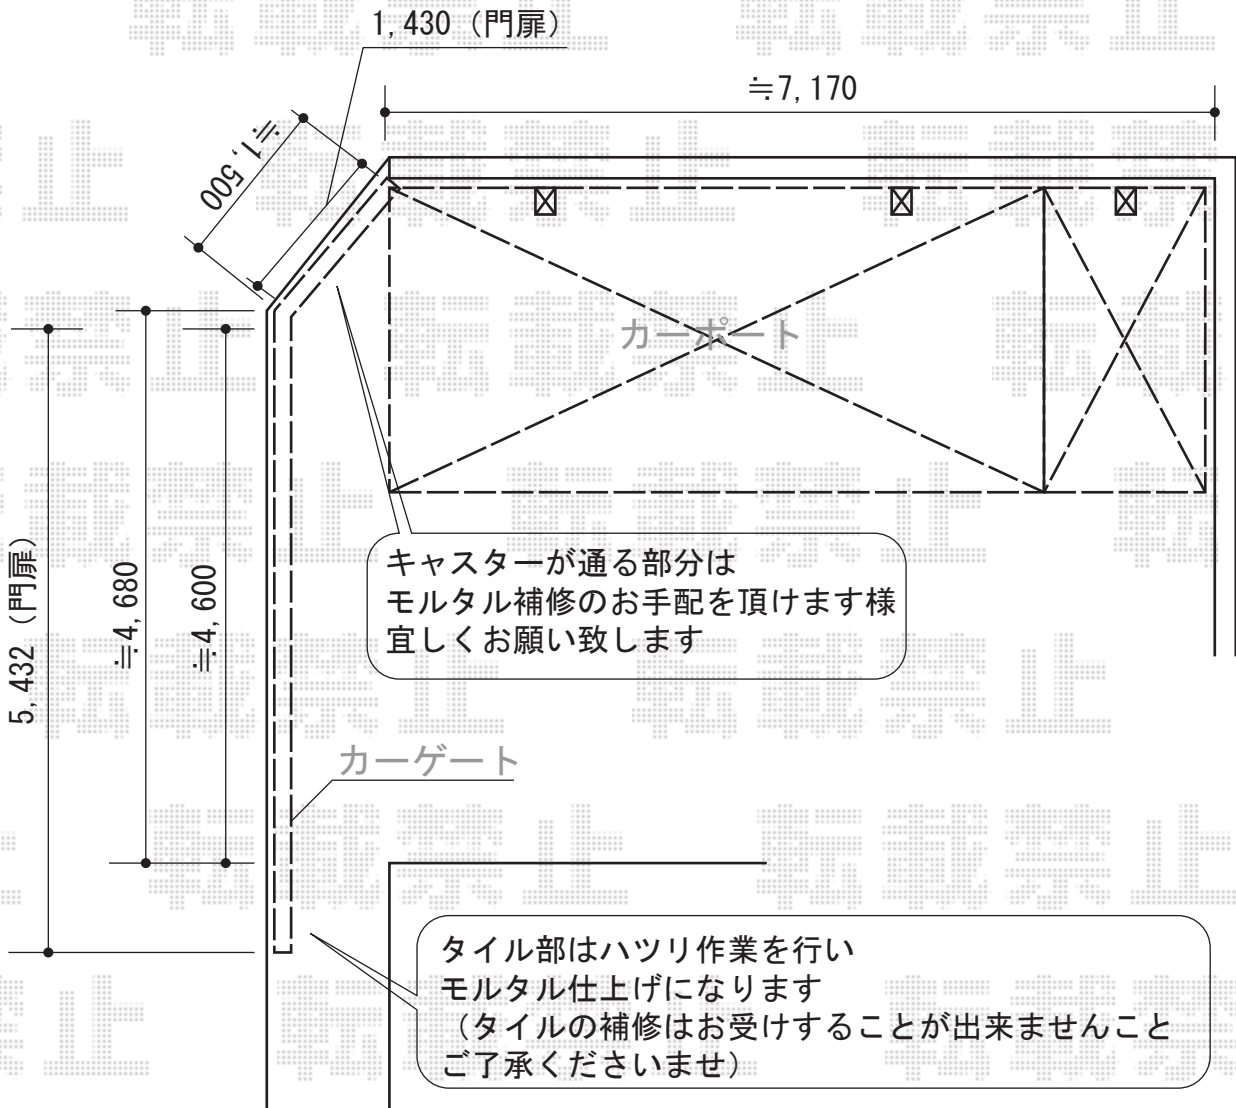 1,430（門扉）
≒7,170
≒1,500
カーポート
5,432（門扉）
≒4,680
≒4,600
キャスターが通る部分は
モルタル補修のお手配を頂けます様
宜しくお願い致します
カーゲート
タイル部はハツリ作業を行い
モルタル仕上げになります
（タイルの補修はお受けすることが出来ませんこと
ご了承くださいませ）
転載禁止